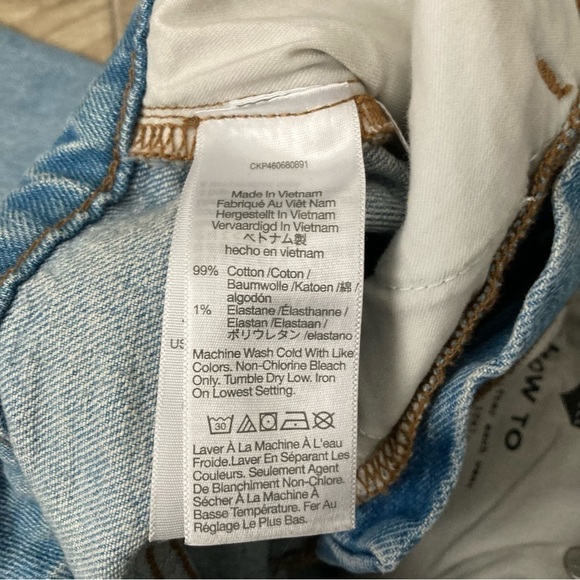 CKP460680891
Made In Vietnam
Fabriqué Au Viêt Nam
Hergestellt In Vietnam
Vervaardigd In Vietnam
ベトナム製
hecho en vietnam
99% Cotton /Coton /
Baumwolle /Katoen /綿 /
algodón
1% Elastane /Élasthanne /
Elastan /Elastaan /
ポリウレタン /elastano
US
Machine Wash Cold With Like
Colors. Non-Chlorine Bleach
Only. Tumble Dry Low. Iron
On Lowest Setting.
30
Laver À La Machine À L'eau
Froide.Laver En Séparant Les
Couleurs. Seulement Agent
De Blanchiment Non-Chlore.
Sécher À La Machine À
Basse Température. Fer Au
Réglage Le Plus Bas.
HOW TO